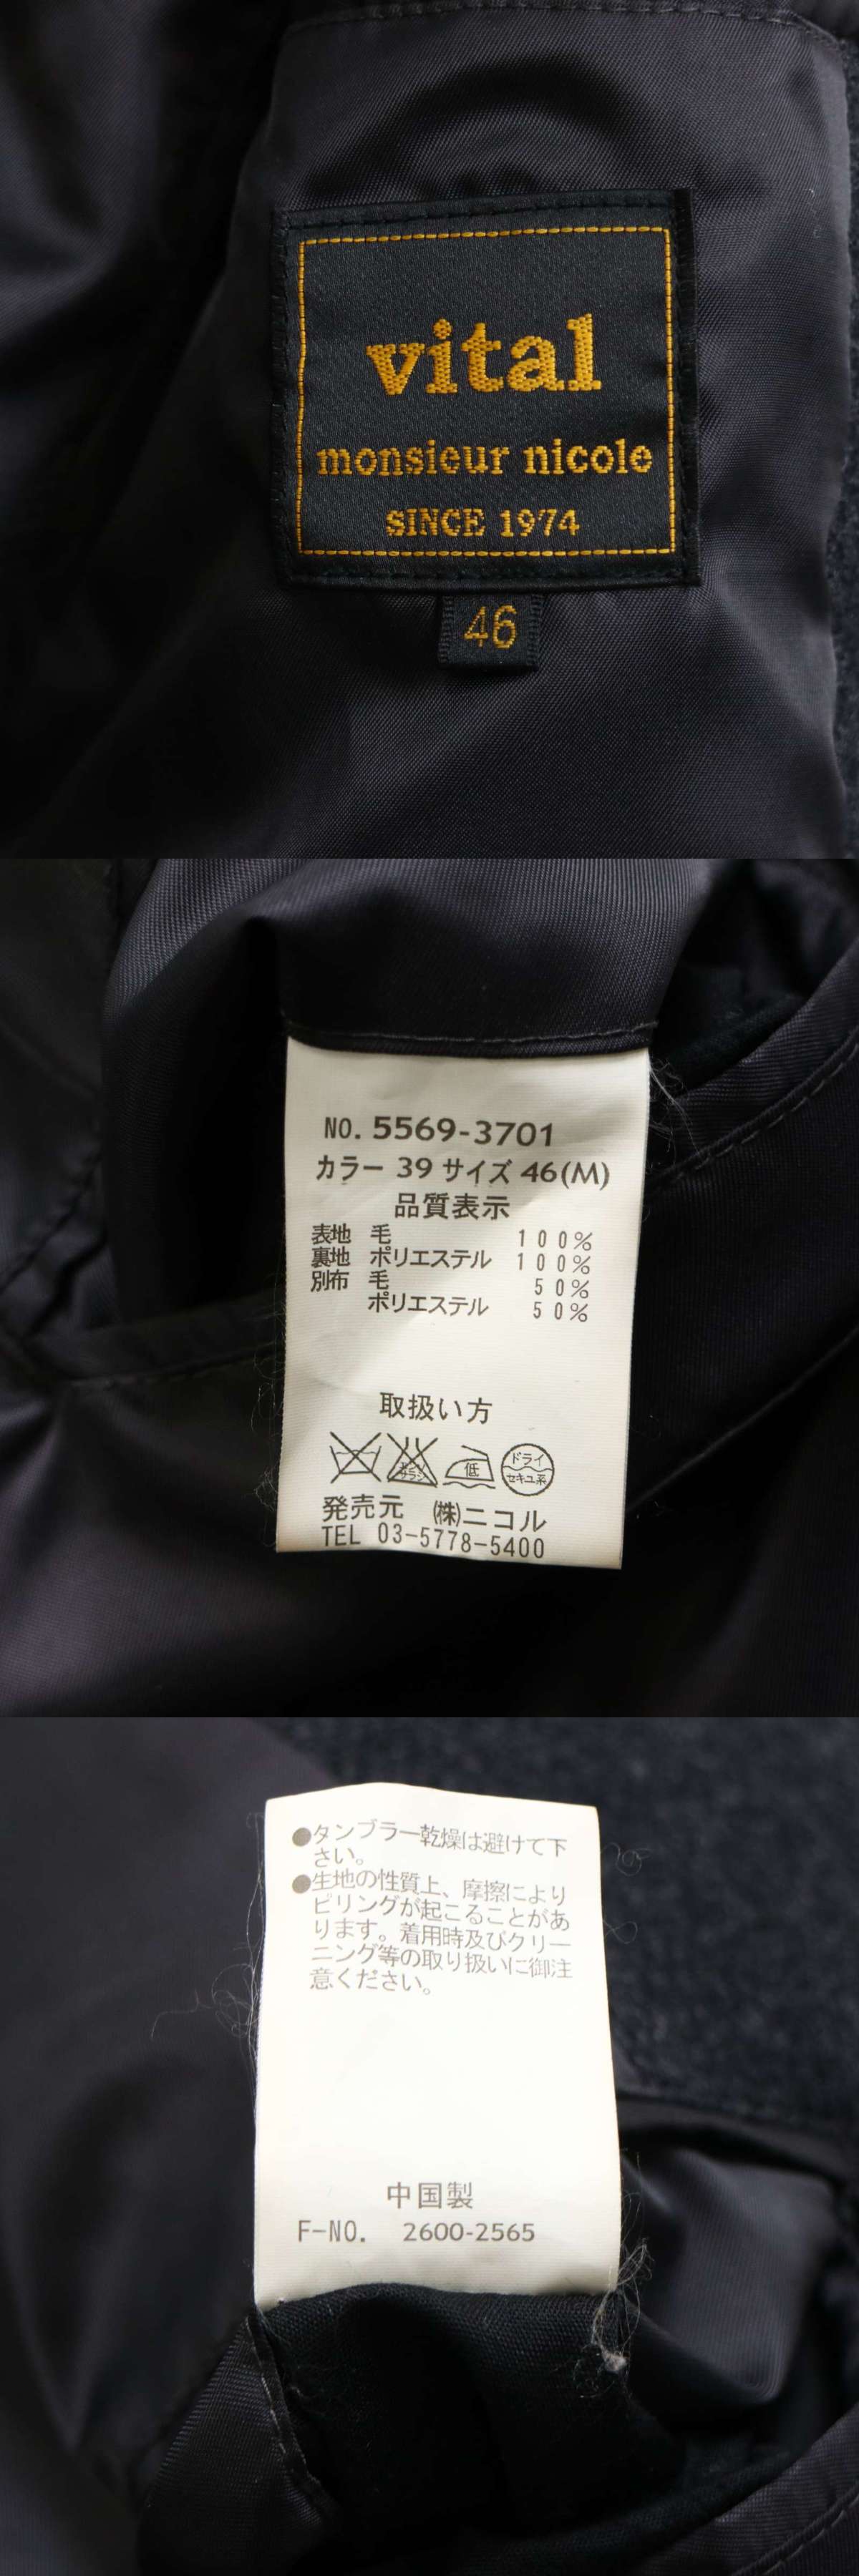 vital
monsieur nicole
SINCE 1974
46
NO. 5569-3701
カラー 39 サイズ 46(M)
品質表示
表地 毛 100%
裏地 ポリエステル 100%
別布 毛 50%
ポリエステル 50%
取扱い方
エンソ サラシ 低 ドライ セキユ系
発売元 (株)ニコル
TEL 03-5778-5400
●タンブラー乾燥は避けて下
さい。
●生地の性質上、摩擦により
ピリングが起こることがあ
ります。着用時及びクリー
ニング等の取り扱いに御注
意ください。
中国製
F-NO. 2600-2565